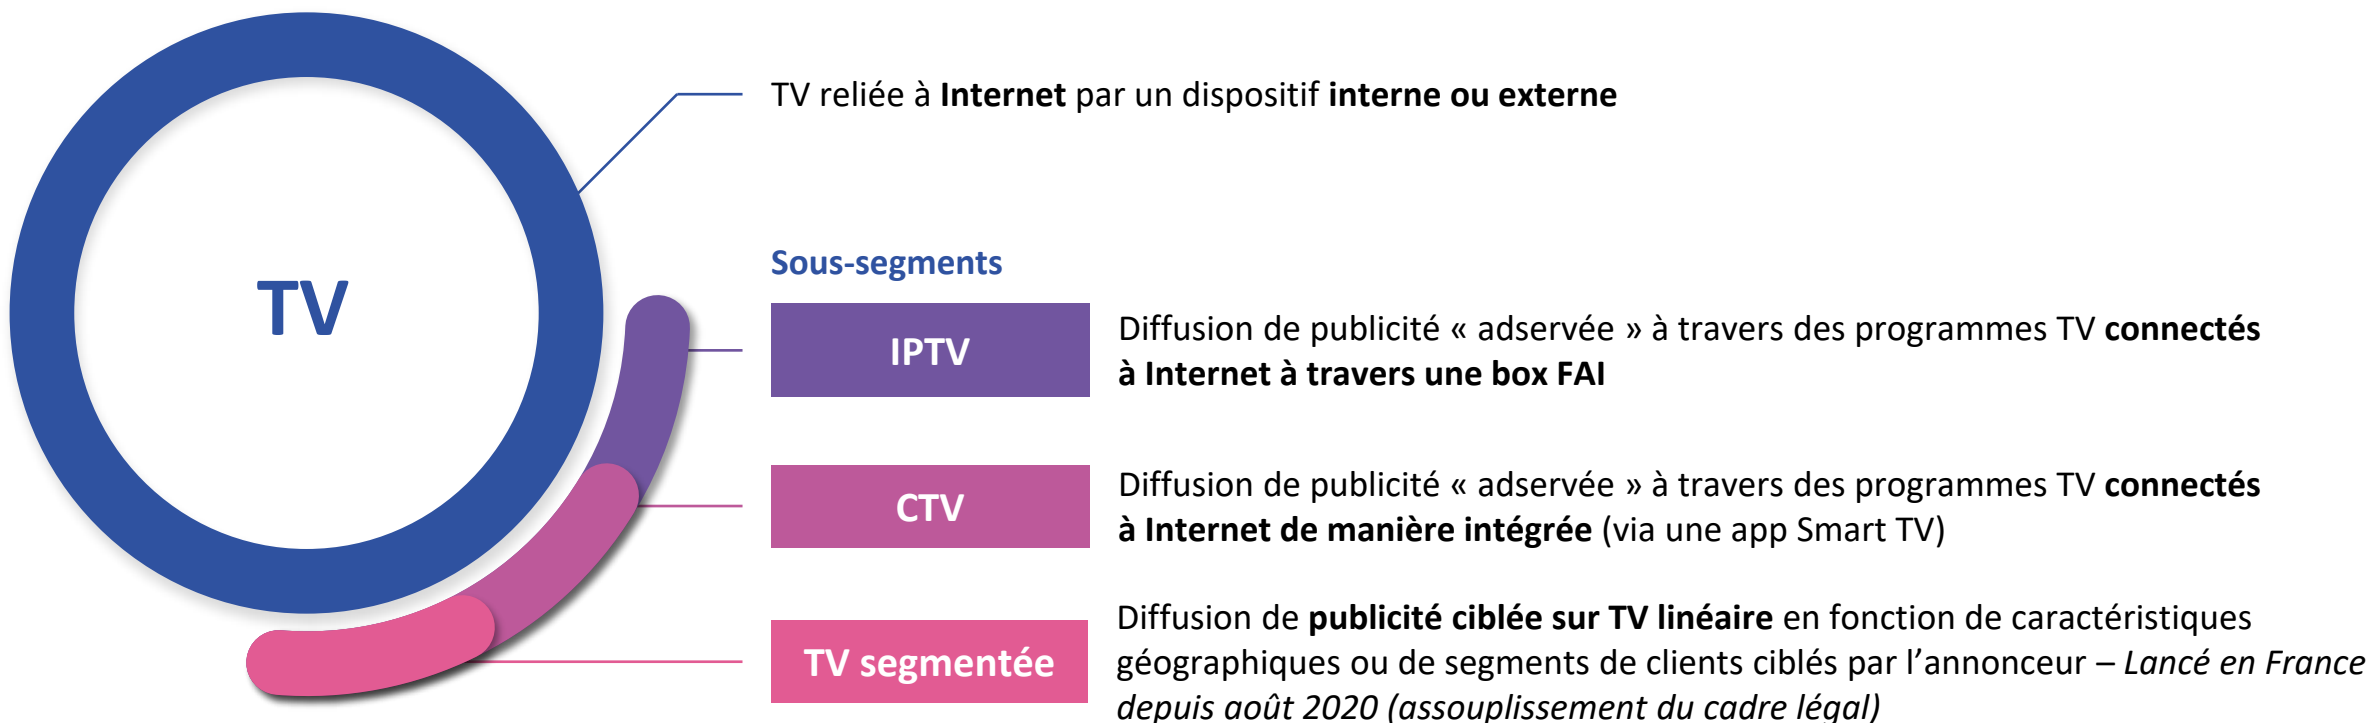 TV
TV reliée à Internet par un dispositif interne ou externe
Sous-segments
IPTV
Diffusion de publicité « adservée » à travers des programmes TV connectés
à Internet à travers une box FAI
CTV
Diffusion de publicité « adservée » à travers des programmes TV connectés
à Internet de manière intégrée (via une app Smart TV)
TV segmentée
Diffusion de publicité ciblée sur TV linéaire en fonction de caractéristiques
géographiques ou de segments de clients ciblés par l’annonceur – Lancé en France
depuis août 2020 (assouplissement du cadre légal)